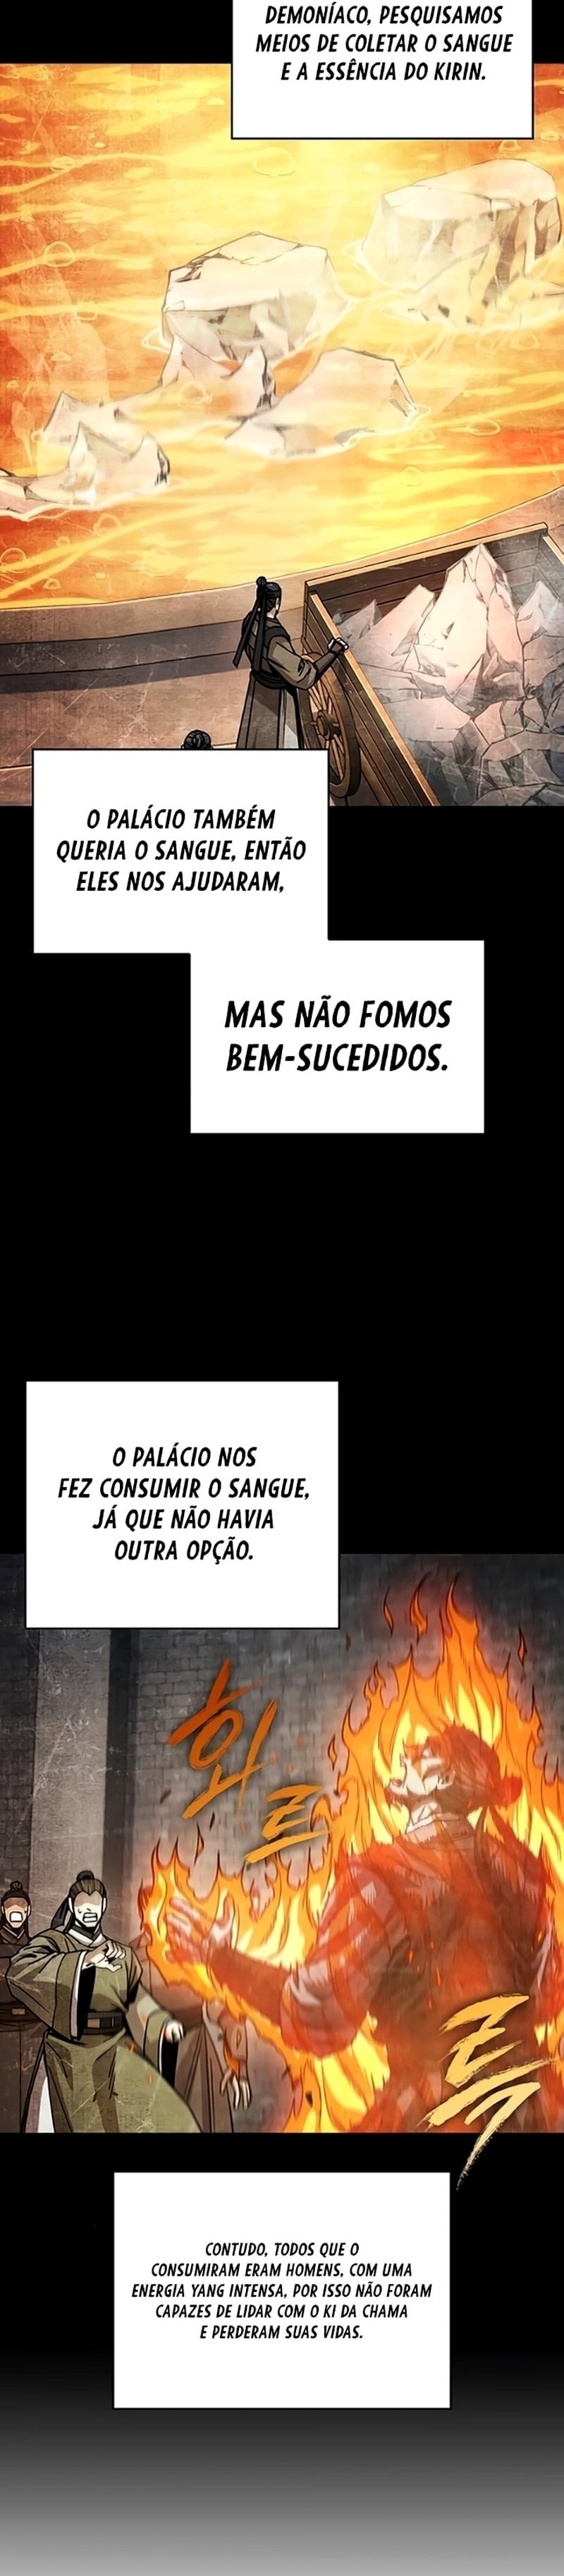 DEMONÍACO, PESQUISAMOS
MEIOS DE COLETAR O SANGUE
E A ESSÊNCIA DO KIRIN.
O PALÁCIO TAMBÉM
QUERIA O SANGUE, ENTÃO
ELES NOS AJUDARAM,
MAS NÃO FOMOS
BEM-SUCEDIDOS.
O PALÁCIO NOS
FEZ CONSUMIR O SANGUE,
JÁ QUE NÃO HAVIA
OUTRA OPÇÃO.
화
르
륵
CONTUDO, TODOS QUE O
CONSUMIRAM ERAM HOMENS, COM UMA
ENERGIA YANG INTENSA, POR ISSO NÃO FORAM
CAPAZES DE LIDAR COM O KI DA CHAMA
E PERDERAM SUAS VIDAS.